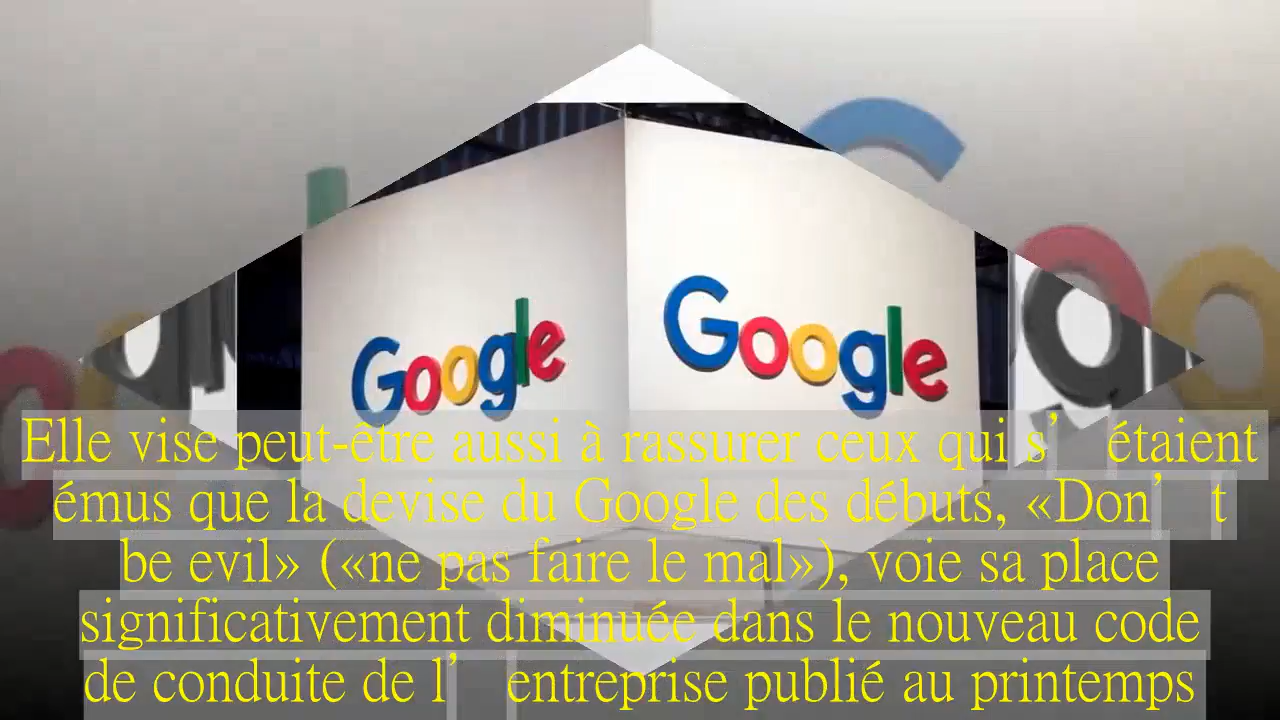 Google
Google
Elle vise peut-être aussi à rassurer ceux qui s’ étaient
émus que la devise du Google des débuts, «Don’ t
be evil» («ne pas faire le mal»), voie sa place
significativement diminuée dans le nouveau code
de conduite de l’ entreprise publié au printemps